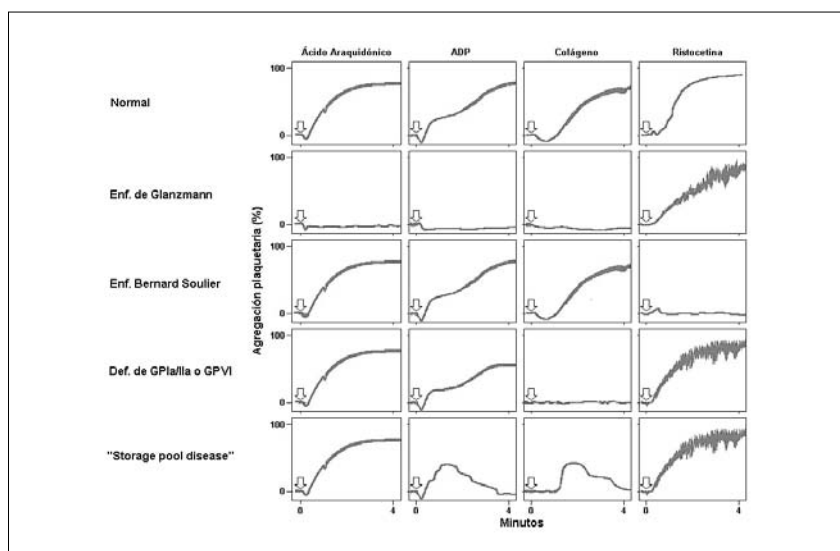 Ácido Araquidónico ADP Colágeno Ristocetina
Normal
100
0
Enf. de Glanzmann
100
0
Enf. Bernard Soulier
100
0
Def. de GPIa/IIa o GPVI
100
0
"Storage pool disease"
100
0
Agregación plaquetaria (%)
0 4 0 4 0 4 0 4
Minutos